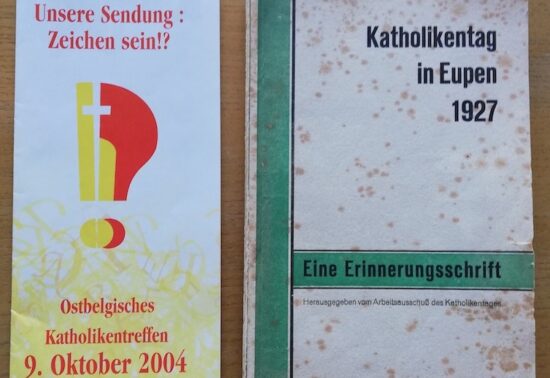 Unsere Sendung :
Zeichen sein!?
Ostbelgisches
Katholikentreffen
9. Oktober 2004
Katholikentag
in Eupen
1927
Eine Erinnerungsschrift
Herausgegeben vom Arbeitsausschuß des Katholikentages